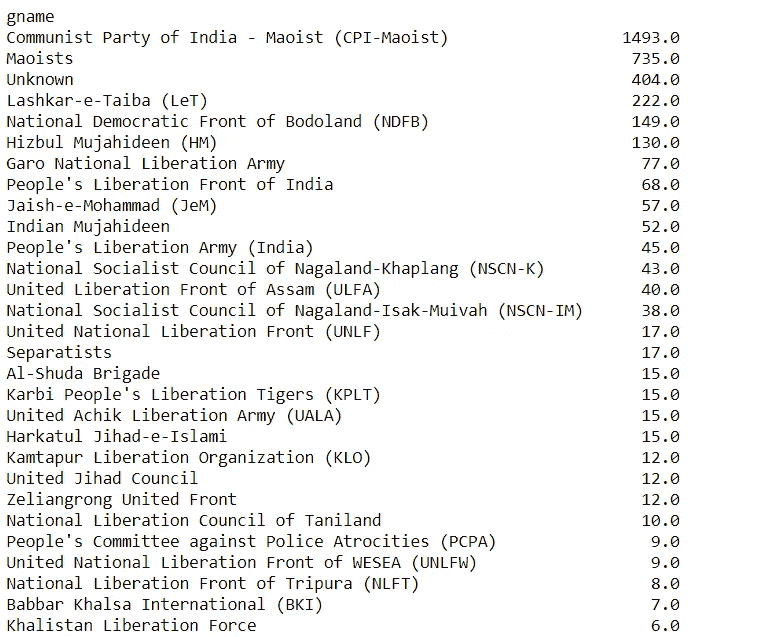 gname
Communist Party of India - Maoist (CPI-Maoist) 1493.0
Maoists 735.0
Unknown 404.0
Lashkar-e-Taiba (LeT) 222.0
National Democratic Front of Bodoland (NDFB) 149.0
Hizbul Mujahideen (HM) 130.0
Garo National Liberation Army 77.0
People's Liberation Front of India 68.0
Jaish-e-Mohammad (JeM) 57.0
Indian Mujahideen 52.0
People's Liberation Army (India) 45.0
National Socialist Council of Nagaland-Khaplang (NSCN-K) 43.0
United Liberation Front of Assam (ULFA) 40.0
National Socialist Council of Nagaland-Isak-Muivah (NSCN-IM) 38.0
United National Liberation Front (UNLF) 17.0
Separatists 17.0
Al-Shuda Brigade 15.0
Karbi People's Liberation Tigers (KPLT) 15.0
United Achik Liberation Army (UALA) 15.0
Harkatul Jihad-e-Islami 15.0
Kamtapur Liberation Organization (KLO) 12.0
United Jihad Council 12.0
Zeliangrong United Front 12.0
National Liberation Council of Taniland 10.0
People's Committee against Police Atrocities (PCPA) 9.0
United National Liberation Front of WESEA (UNLFW) 9.0
National Liberation Front of Tripura (NLFT) 8.0
Babbar Khalsa International (BKI) 7.0
Khalistan Liberation Force 6.0